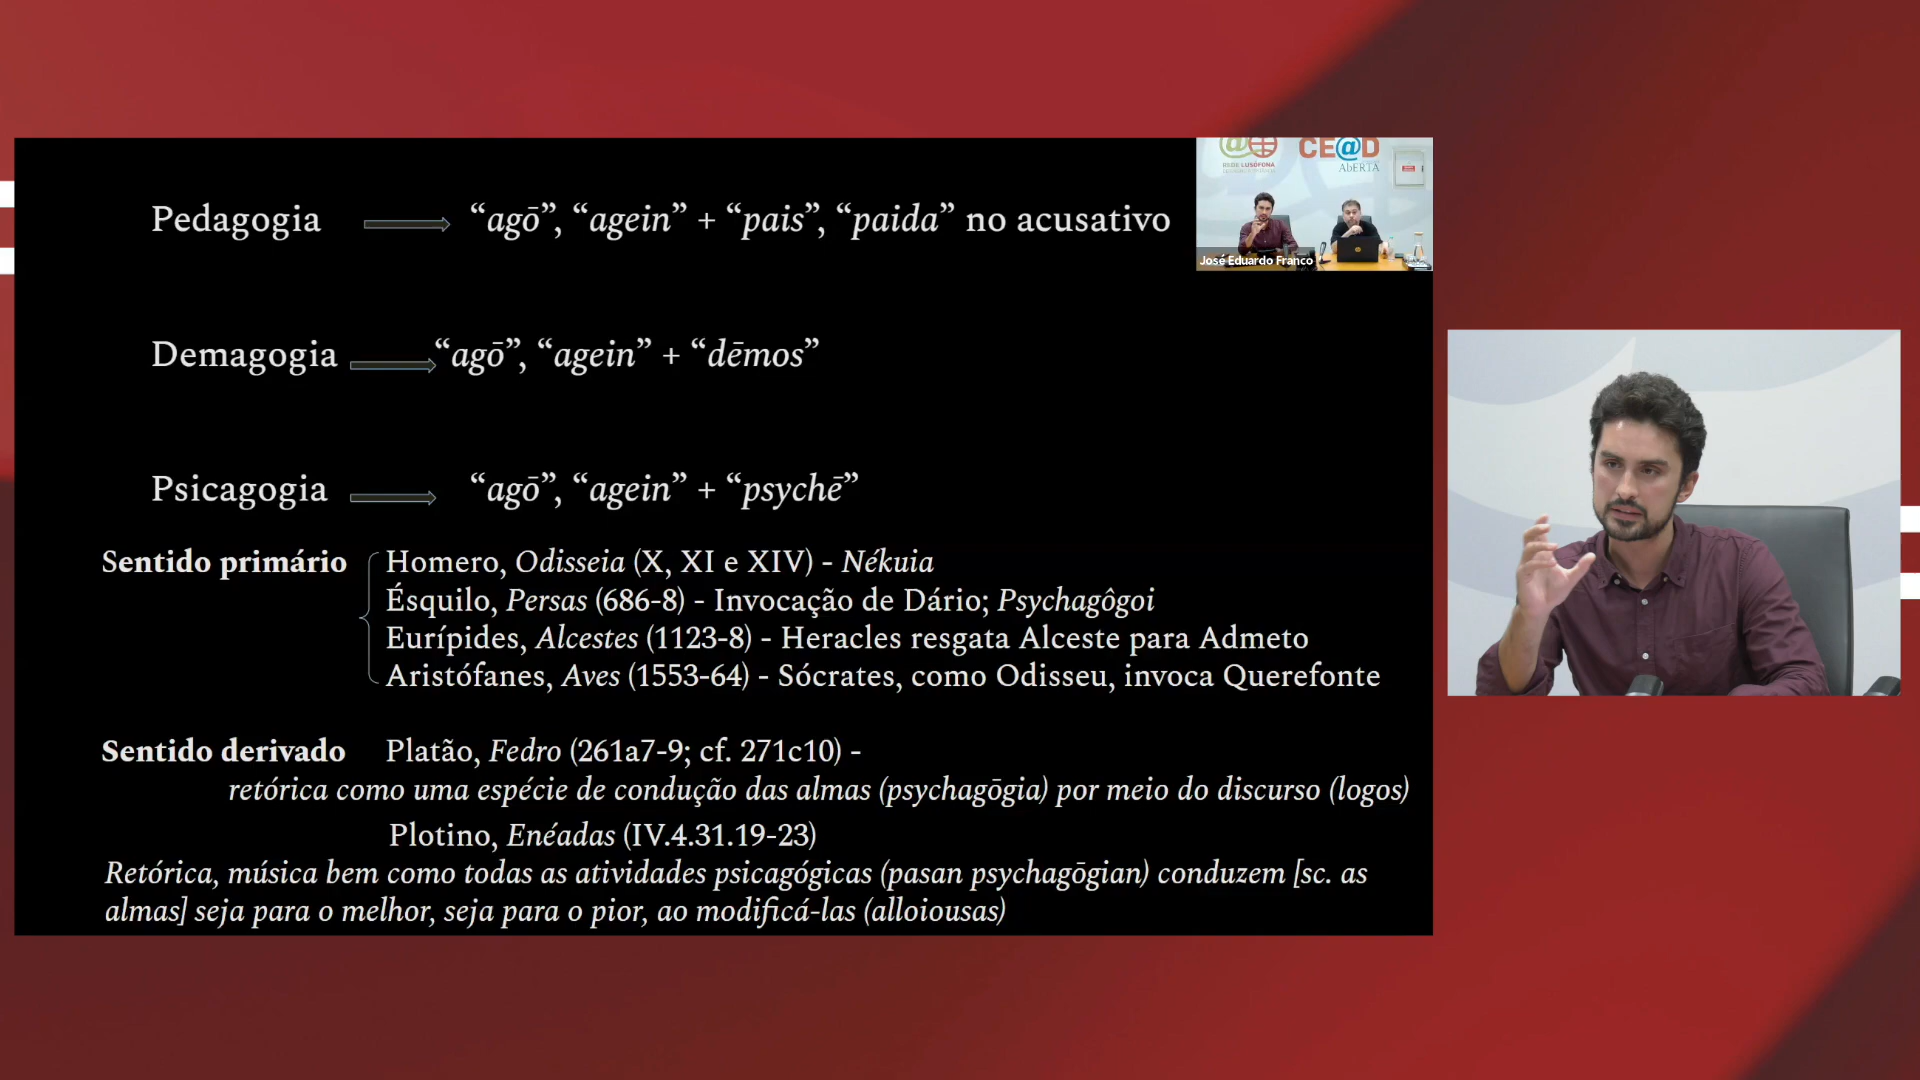 Pedagogia “agō”, “agein” + “pais”, “paida” no acusativo
CE@D
AbERTA
José Eduardo Franco
Demagogia “agō”, “agein” + “dēmos”
Psicagogia “agō”, “agein” + “psychē”
Sentido primário Homero, Odisseia (X, XI e XIV) - Nékuia
Ésquilo, Persas (686-8) - Invocação de Dário; Psychagôgoi
Eurípides, Alcestes (1123-8) - Heracles resgata Alceste para Admeto
Aristófanes, Aves (1553-64) - Sócrates, como Odisseu, invoca Querefonte
Sentido derivado Platão, Fedro (261a7-9; cf. 271c10) -
retórica como uma espécie de condução das almas (psychagōgia) por meio do discurso (logos)
Plotino, Enéadas (IV.4.31.19-23)
Retórica, música bem como todas as atividades psicagógicas (pasan psychagōgian) conduzem [sc. as
almas] seja para o melhor, seja para o pior, ao modificá-las (alloiousas)